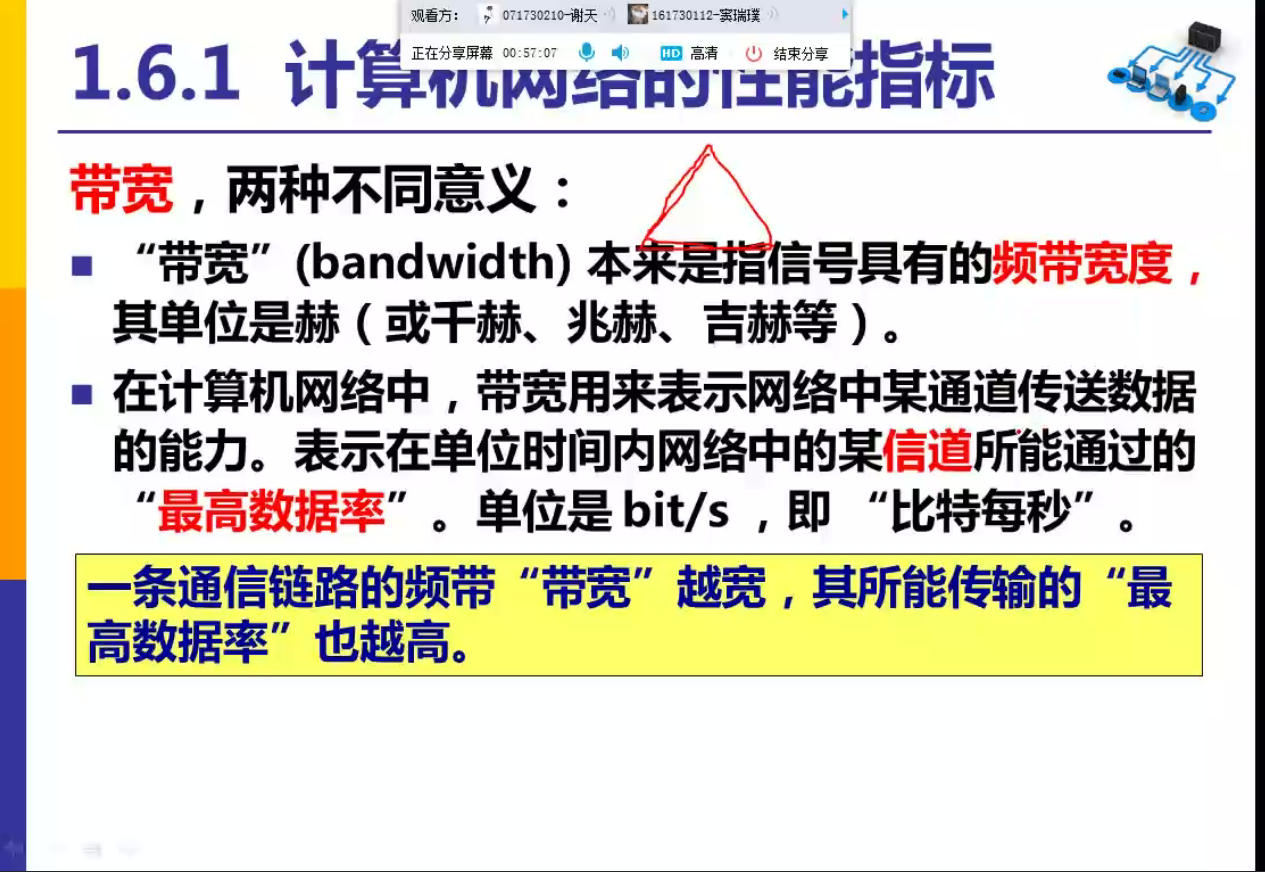 观看方： 071730210-谢天 161730112-窦瑞璞
正在分享屏幕 00:57:07 HD 高清 结束分享
1.6.1 计算机网络的性能指标
带宽，两种不同意义：
“带宽”(bandwidth) 本来是指信号具有的频带宽度，
其单位是赫（或千赫、兆赫、吉赫等）。
在计算机网络中，带宽用来表示网络中某通道传送数据
的能力。表示在单位时间内网络中的某信道所能通过的
“最高数据率”。单位是 bit/s ，即 “比特每秒” 。
一条通信链路的频带“带宽”越宽，其所能传输的“最
高数据率”也越高。